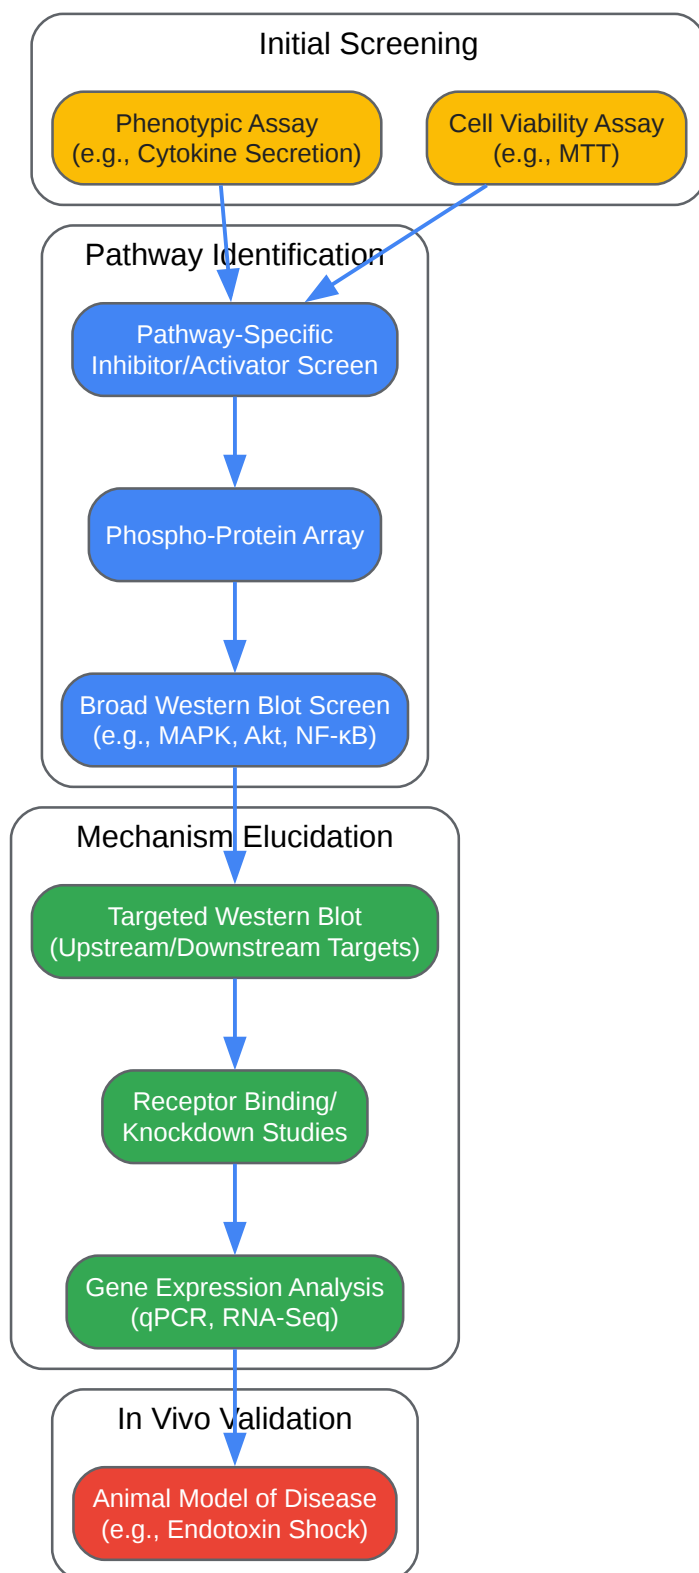 Initial Screening
Phenotypic Assay
(e.g., Cytokine Secretion)
Cell Viability Assay
(e.g., MTT)
Pathway Identification
Pathway-Specific
Inhibitor/Activator Screen
Phospho-Protein Array
Broad Western Blot Screen
(e.g., MAPK, Akt, NF-κB)
Mechanism Elucidation
Targeted Western Blot
(Upstream/Downstream Targets)
Receptor Binding/
Knockdown Studies
Gene Expression Analysis
(qPCR, RNA-Seq)
In Vivo Validation
Animal Model of Disease
(e.g., Endotoxin Shock)